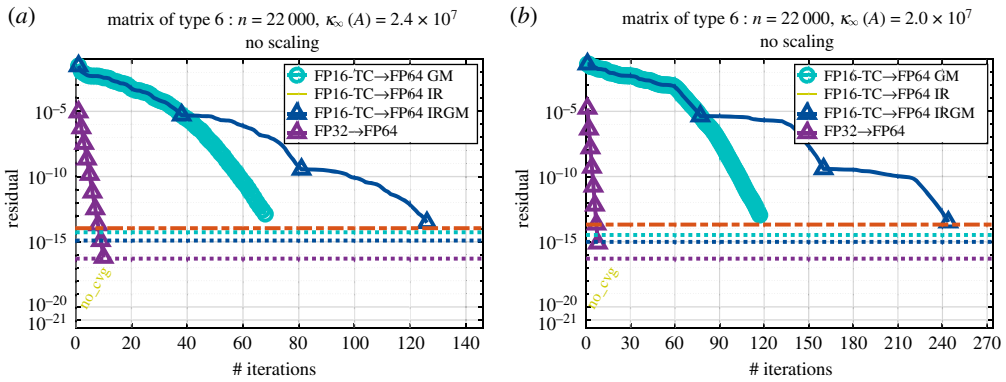 (a)
matrix of type 6 : n = 22 000, κ∞ (A) = 2.4 × 10⁷
no scaling
FP16-TC→FP64 GM
FP16-TC→FP64 IR
FP16-TC→FP64 IRGM
FP32→FP64
residual
10⁻⁵
10⁻¹⁰
10⁻¹⁵
10⁻²⁰
10⁻²¹
no_cvg
0 20 40 60 80 100 120 140
# iterations
(b)
matrix of type 6 : n = 22 000, κ∞ (A) = 2.0 × 10⁷
no scaling
FP16-TC→FP64 GM
FP16-TC→FP64 IR
FP16-TC→FP64 IRGM
FP32→FP64
residual
10⁻⁵
10⁻¹⁰
10⁻¹⁵
10⁻²⁰
10⁻²¹
no_cvg
0 30 60 90 120 150 180 210 240 270
# iterations